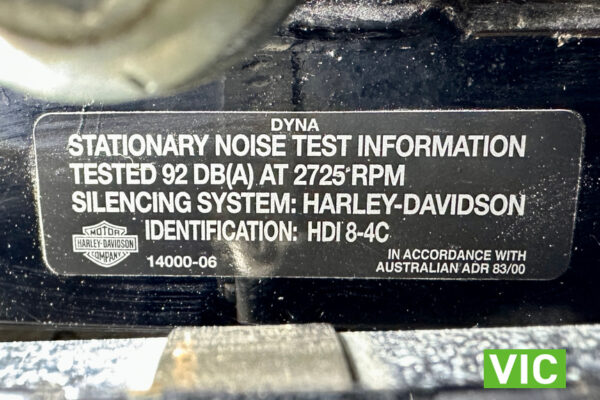 DYNA
STATIONARY NOISE TEST INFORMATION
TESTED 92 DB(A) AT 2725 RPM
SILENCING SYSTEM: HARLEY-DAVIDSON
IDENTIFICATION: HDI 8-4C
MOTOR
HARLEY-DAVIDSON
COMPANY
14000-06
IN ACCORDANCE WITH
AUSTRALIAN ADR 83/00
VIC